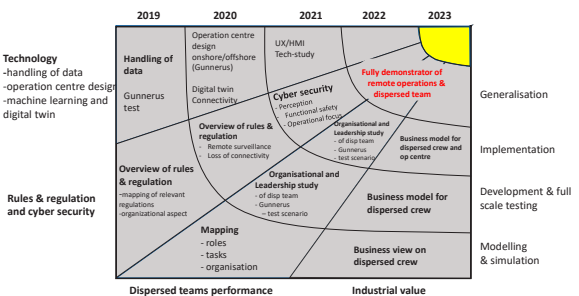 2019
2020
2021
2022
2023
Technology
-handling of data
-operation centre design
-machine learning and
digital twin
Rules & regulation
and cyber security
Handling of
data
Gunnerus
test
Operation centre
design
onshore/offshore
(Gunnerus)
Digital twin
Connectivity
UX/HMI
Tech-study
Cyber security
- Perception
- Functional safety
- Operational focus
Fully demonstrator of
remote operations &
dispersed team
Overview of rules &
regulation
- Remote surveillance
- Loss of connectivity
Organisational and
Leadership study
- of disp team
- Gunnerus
- test scenario
Business model for
dispersed crew and
op centre
Overview of rules
& regulation
-mapping of relevant
regulations
-organizational aspect
Organisational and
Leadership study
- of disp team
- Gunnerus
– test scenario
Business model for
dispersed crew
Mapping
- roles
- tasks
- organisation
Business view on
dispersed crew
Generalisation
Implementation
Development & full
scale testing
Modelling
& simulation
Dispersed teams performance
Industrial value